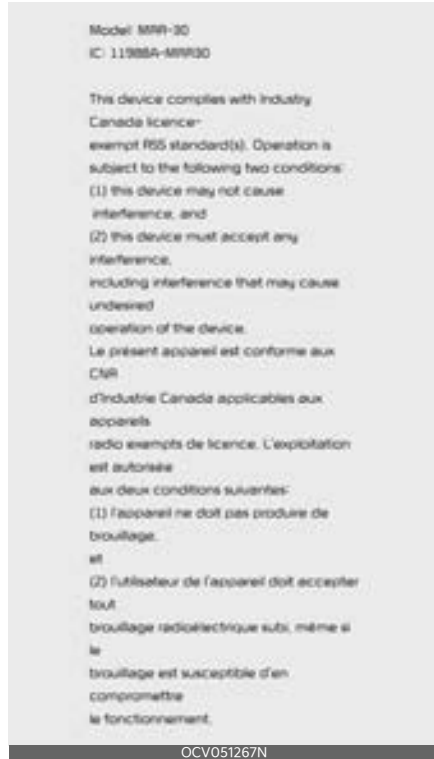 Model: MRR-30
IC: 11988A-MRR30
This device complies with Industry
Canada licence-
exempt RSS standard(s). Operation is
subject to the following two conditions:
(1) this device may not cause
interference, and
(2) this device must accept any
interference,
including interference that may cause
undesired
operation of the device.
Le présent appareil est conforme aux
CNR
d'Industrie Canada applicables aux
appareils
radio exempts de licence. L'exploitation
est autorisée
aux deux conditions suivantes:
(1) l'appareil ne doit pas produire de
brouillage,
et
(2) l'utilisateur de l'appareil doit accepter
tout
brouillage radioélectrique subi, même si
le
brouillage est susceptible d'en
compromettre
le fonctionnement.
OCV051267N